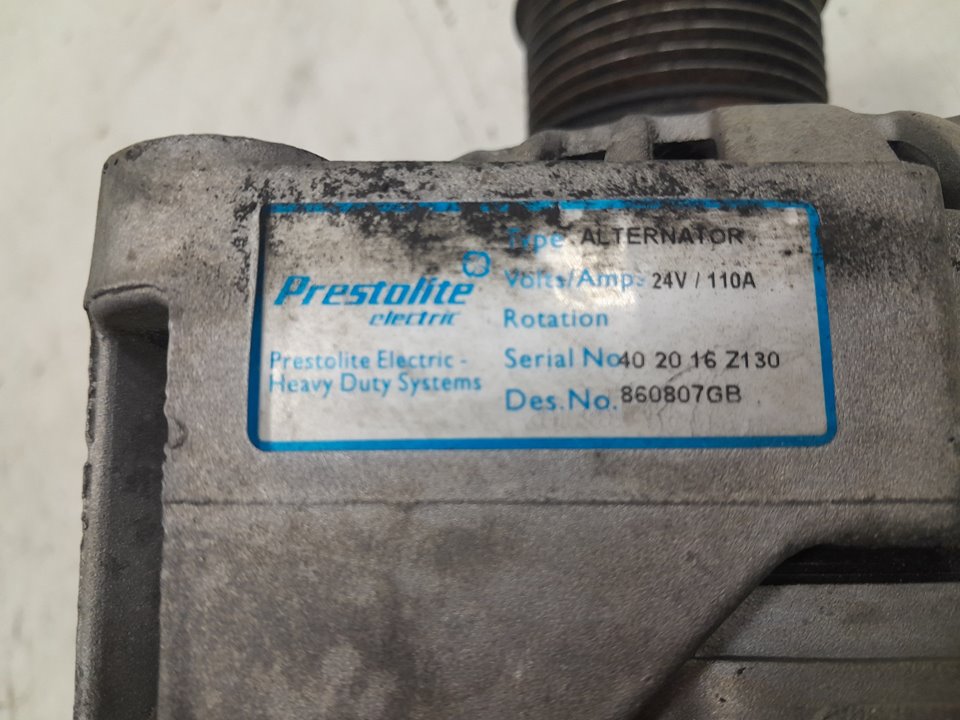 Prestolite
electric
Prestolite Electric -
Heavy Duty Systems
Type ALTERNATOR
Volts/Amps 24V / 110A
Rotation
Serial No 40 20 16 Z130
Des.No. 860807GB